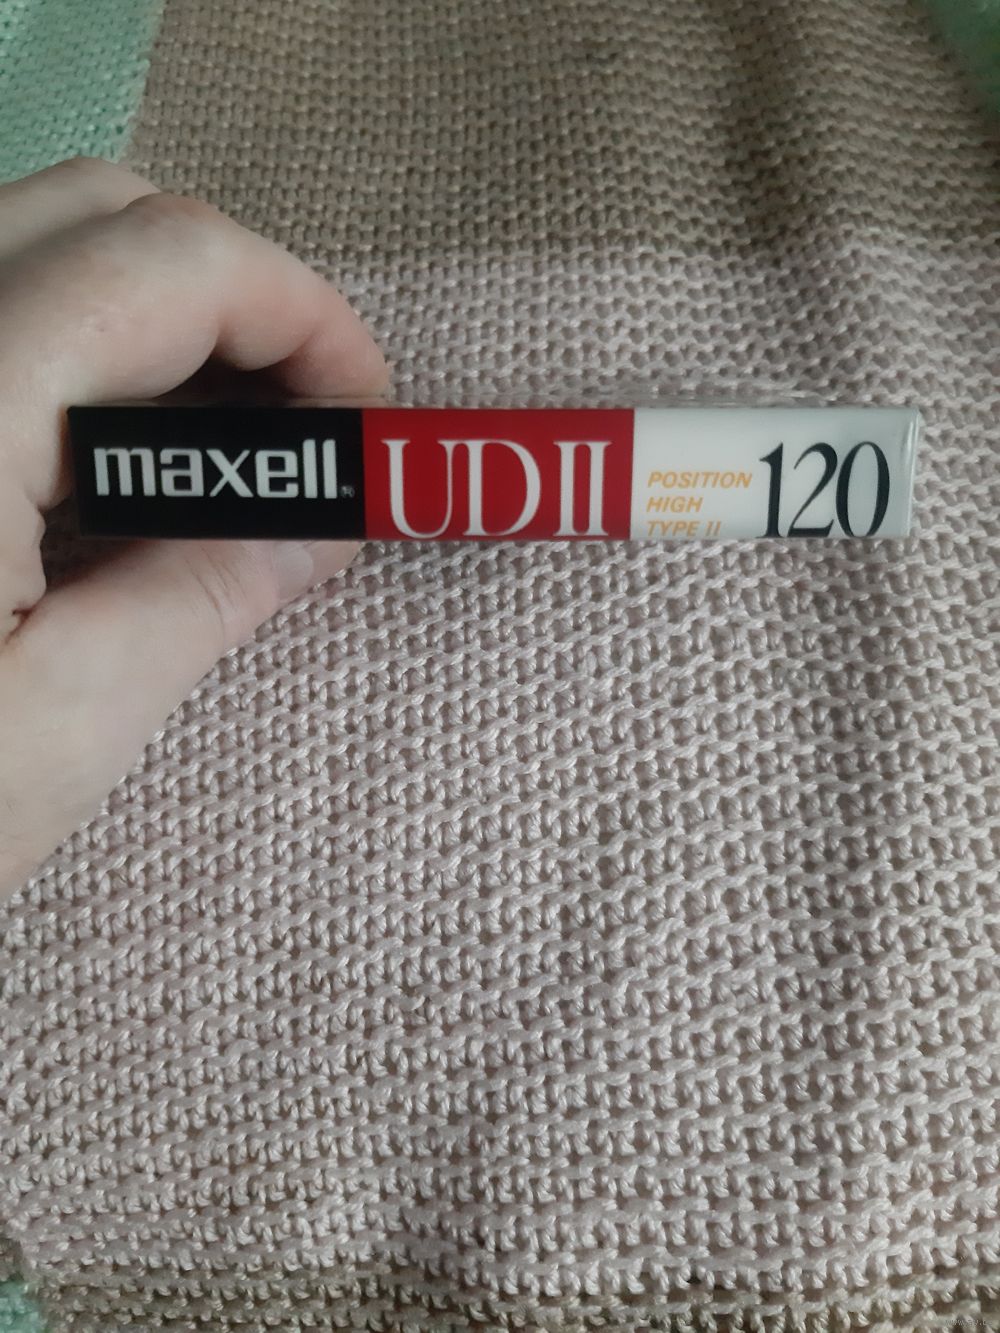 maxell®
UD II
POSITION
HIGH
TYPE II
120